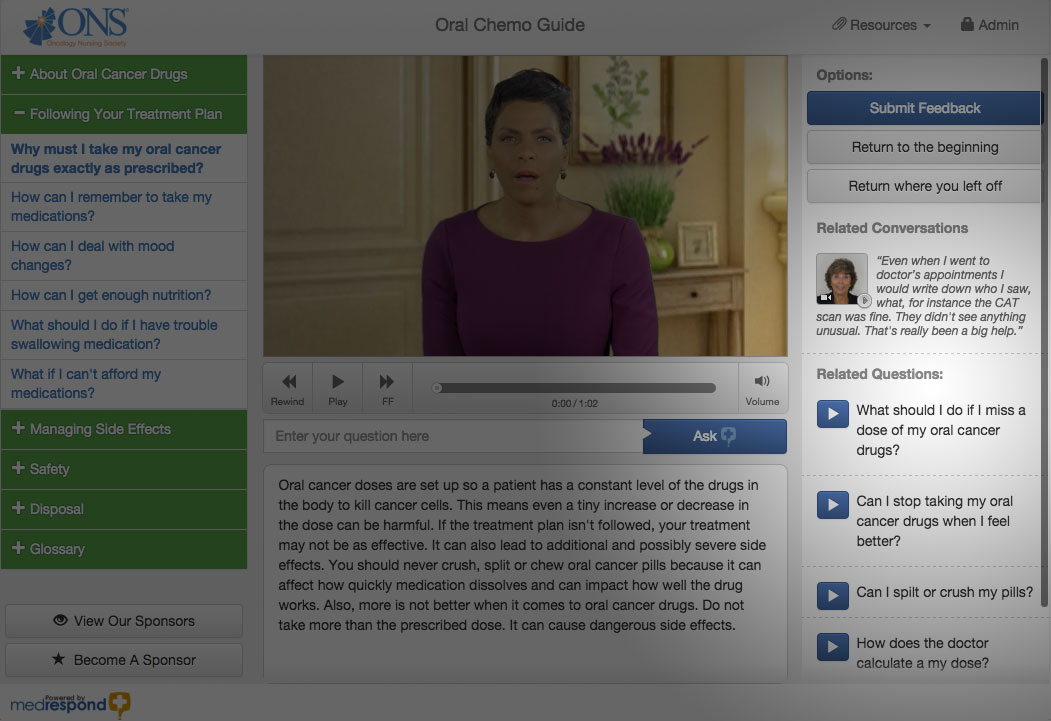 ONS
Oncology Nursing Society
Oral Chemo Guide
Resources
Admin
+ About Oral Cancer Drugs
− Following Your Treatment Plan
Why must I take my oral cancer
drugs exactly as prescribed?
How can I remember to take my
medications?
How can I deal with mood
changes?
How can I get enough nutrition?
What should I do if I have trouble
swallowing medication?
What if I can't afford my
medications?
+ Managing Side Effects
+ Safety
+ Disposal
+ Glossary
View Our Sponsors
Become A Sponsor
Powered by
medrespond
Rewind
Play
FF
0:00 / 1:02
Volume
Enter your question here
Ask
Oral cancer doses are set up so a patient has a constant level of the drugs in
the body to kill cancer cells. This means even a tiny increase or decrease in
the dose can be harmful. If the treatment plan isn't followed, your treatment
may not be as effective. It can also lead to additional and possibly severe side
effects. You should never crush, split or chew oral cancer pills because it can
affect how quickly medication dissolves and can impact how well the drug
works. Also, more is not better when it comes to oral cancer drugs. Do not
take more than the prescribed dose. It can cause dangerous side effects.
Options:
Submit Feedback
Return to the beginning
Return where you left off
Related Conversations
“Even when I went to
doctor's appointments I
would write down who I saw,
what, for instance the CAT
scan was fine. They didn't see anything
unusual. That's really been a big help.”
Related Questions:
What should I do if I miss a
dose of my oral cancer
drugs?
Can I stop taking my oral
cancer drugs when I feel
better?
Can I spilt or crush my pills?
How does the doctor
calculate a my dose?